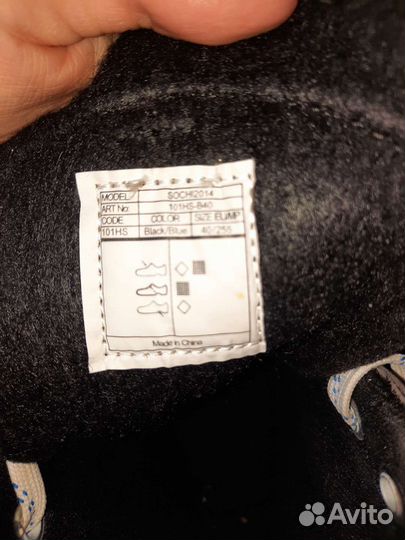 MODEL: SOCHI2014
ART No: 101HS-B40
CODE COLOR SIZE EU/MP
101HS Black/Blue 40/255
Made in China
Avito